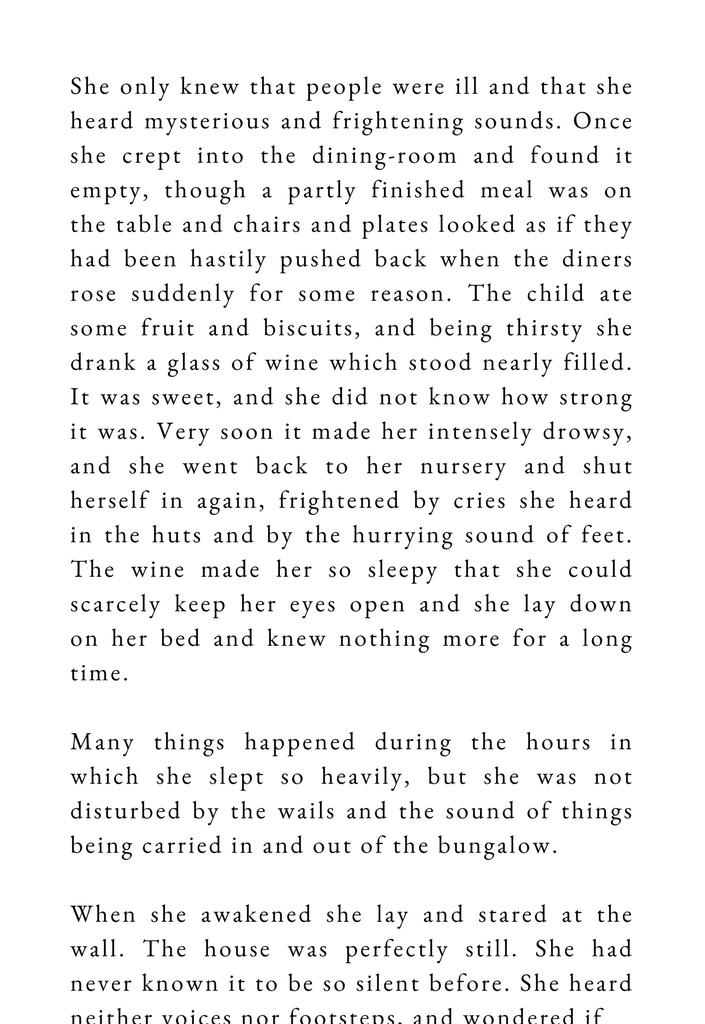 She only knew that people were ill and that she
heard mysterious and frightening sounds. Once
she crept into the dining-room and found it
empty, though a partly finished meal was on
the table and chairs and plates looked as if they
had been hastily pushed back when the diners
rose suddenly for some reason. The child ate
some fruit and biscuits, and being thirsty she
drank a glass of wine which stood nearly filled.
It was sweet, and she did not know how strong
it was. Very soon it made her intensely drowsy,
and she went back to her nursery and shut
herself in again, frightened by cries she heard
in the huts and by the hurrying sound of feet.
The wine made her so sleepy that she could
scarcely keep her eyes open and she lay down
on her bed and knew nothing more for a long
time.
Many things happened during the hours in
which she slept so heavily, but she was not
disturbed by the wails and the sound of things
being carried in and out of the bungalow.
When she awakened she lay and stared at the
wall. The house was perfectly still. She had
never known it to be so silent before. She heard
neither voices nor footsteps, and wondered if